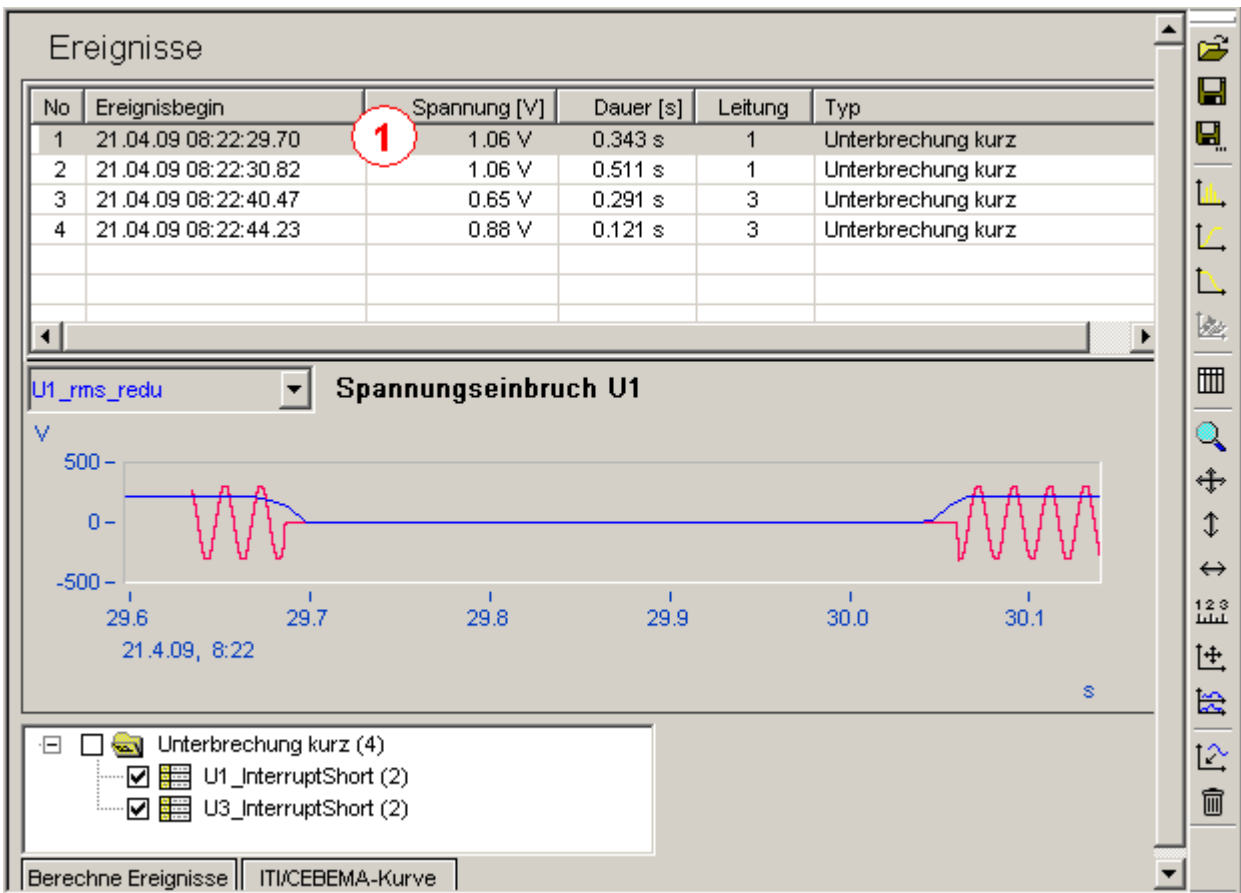 Ereignisse
No Ereignisbegin Spannung [V] Dauer [s] Leitung Typ
1 21.04.09 08:22:29.70 1 1.06 V 0.343 s 1 Unterbrechung kurz
2 21.04.09 08:22:30.82 1.06 V 0.511 s 1 Unterbrechung kurz
3 21.04.09 08:22:40.47 0.65 V 0.291 s 3 Unterbrechung kurz
4 21.04.09 08:22:44.23 0.88 V 0.121 s 3 Unterbrechung kurz
U1_rms_redu Spannungseinbruch U1
V
500
0
-500
29.6 29.7 29.8 29.9 30.0 30.1
21.4.09, 8:22
s
Unterbrechung kurz (4)
U1_InterruptShort (2)
U3_InterruptShort (2)
Berechne Ereignisse ITI/CEBEMA-Kurve
1 2 3